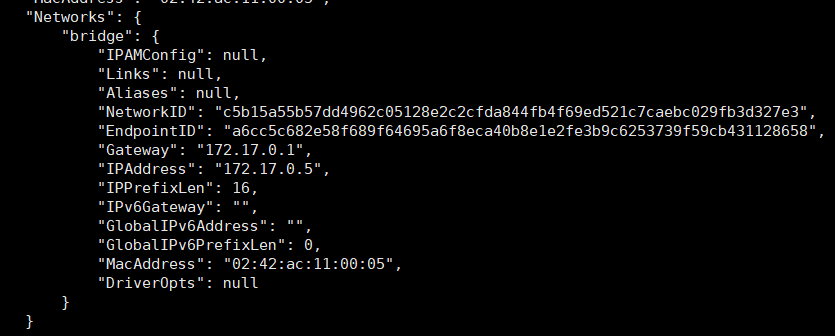 "Networks": {
"bridge": {
"IPAMConfig": null,
"Links": null,
"Aliases": null,
"NetworkID": "c5b15a55b57dd4962c05128e2c2cfda844fb4f69ed521c7caebc029fb3d327e3",
"EndpointID": "a6cc5c682e58f689f64695a6f8eca40b8e1e2fe3b9c6253739f59cb431128658",
"Gateway": "172.17.0.1",
"IPAddress": "172.17.0.5",
"IPPrefixLen": 16,
"IPv6Gateway": "",
"GlobalIPv6Address": "",
"GlobalIPv6PrefixLen": 0,
"MacAddress": "02:42:ac:11:00:05",
"DriverOpts": null
}
}